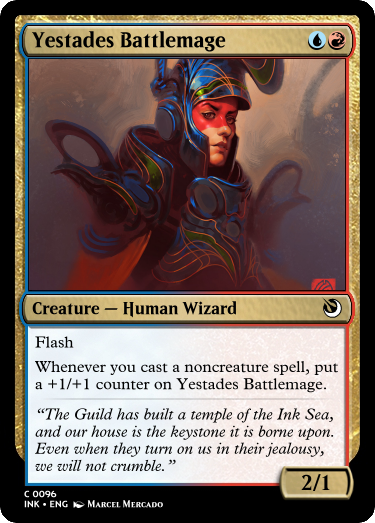 Yestades Battlemage
Creature — Human Wizard
Flash
Whenever you cast a noncreature spell, put
a +1/+1 counter on Yestades Battlemage.
“The Guild has built a temple of the Ink Sea,
and our house is the keystone it is borne upon.
Even when they turn on us in their jealousy,
we will not crumble.”
2/1
C 0096
INK • ENG Marcel Mercado